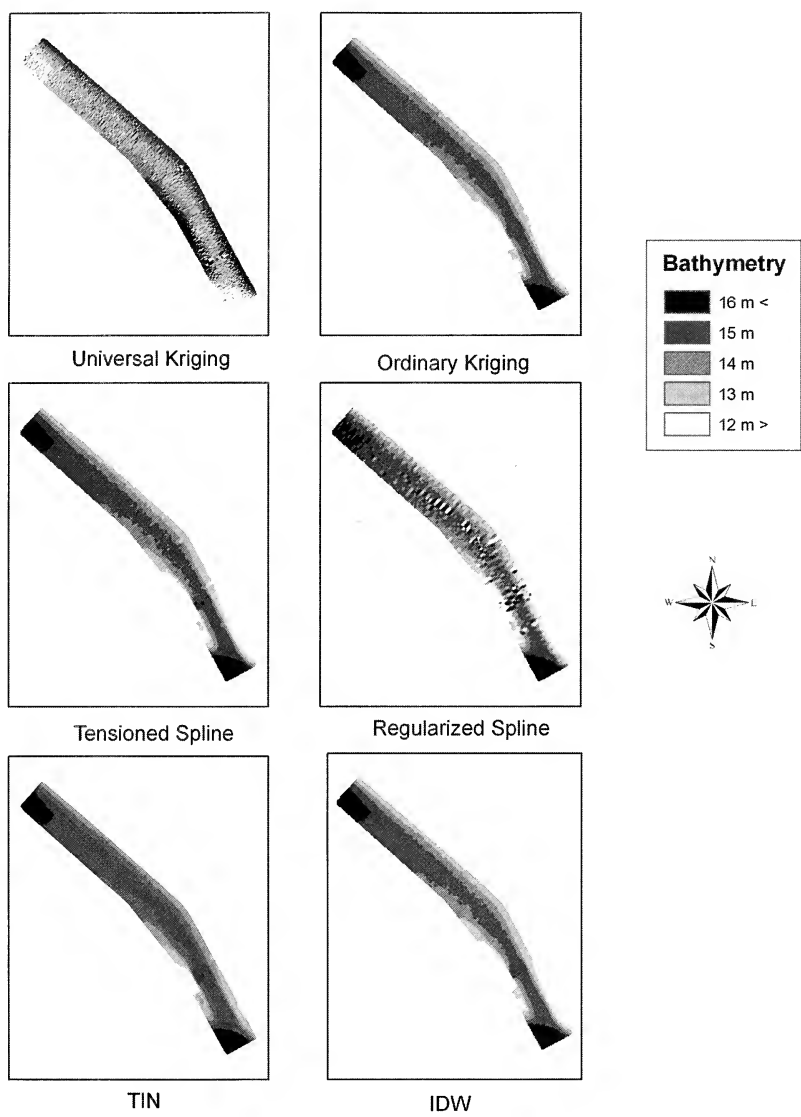 Universal Kriging
Ordinary Kriging
Bathymetry
16 m <
15 m
14 m
13 m
12 m >
Tensioned Spline
Regularized Spline
N
W
L
S
TIN
IDW